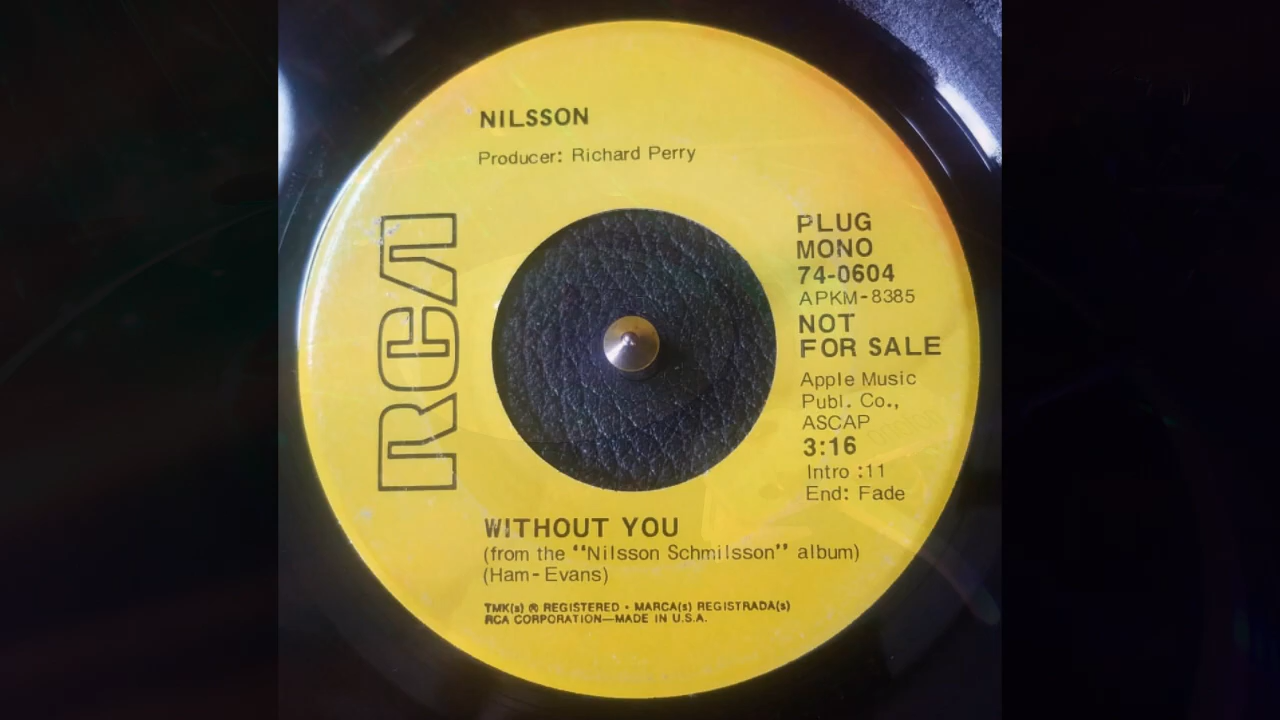 NILSSON
Producer: Richard Perry
RCA
PLUG
MONO
74-0604
APKM-8385
NOT
FOR SALE
Apple Music
Publ. Co.,
ASCAP
3:16
Intro :11
End: Fade
WITHOUT YOU
(from the "Nilsson Schmilsson" album)
(Ham-Evans)
TMK(s) ® REGISTERED • MARCA(s) REGISTRADA(s)
RCA CORPORATION—MADE IN U.S.A.